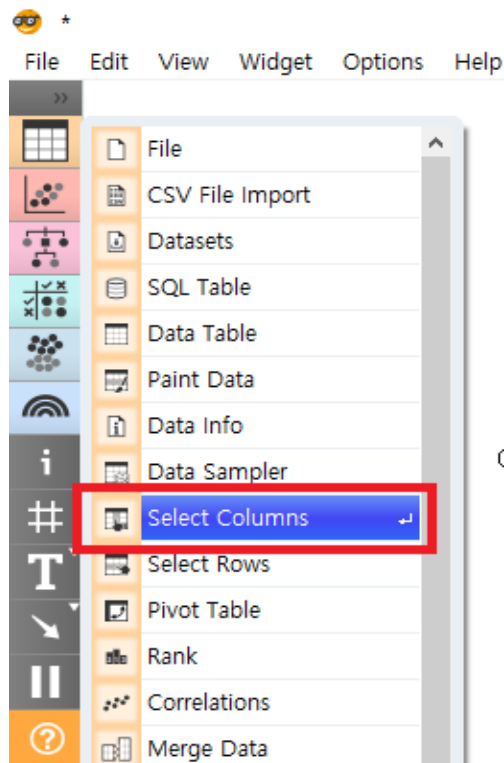 *
File Edit View Widget Options Help
File
CSV File Import
Datasets
SQL Table
Data Table
Paint Data
Data Info
Data Sampler
Select Columns
Select Rows
Pivot Table
Rank
Correlations
Merge Data